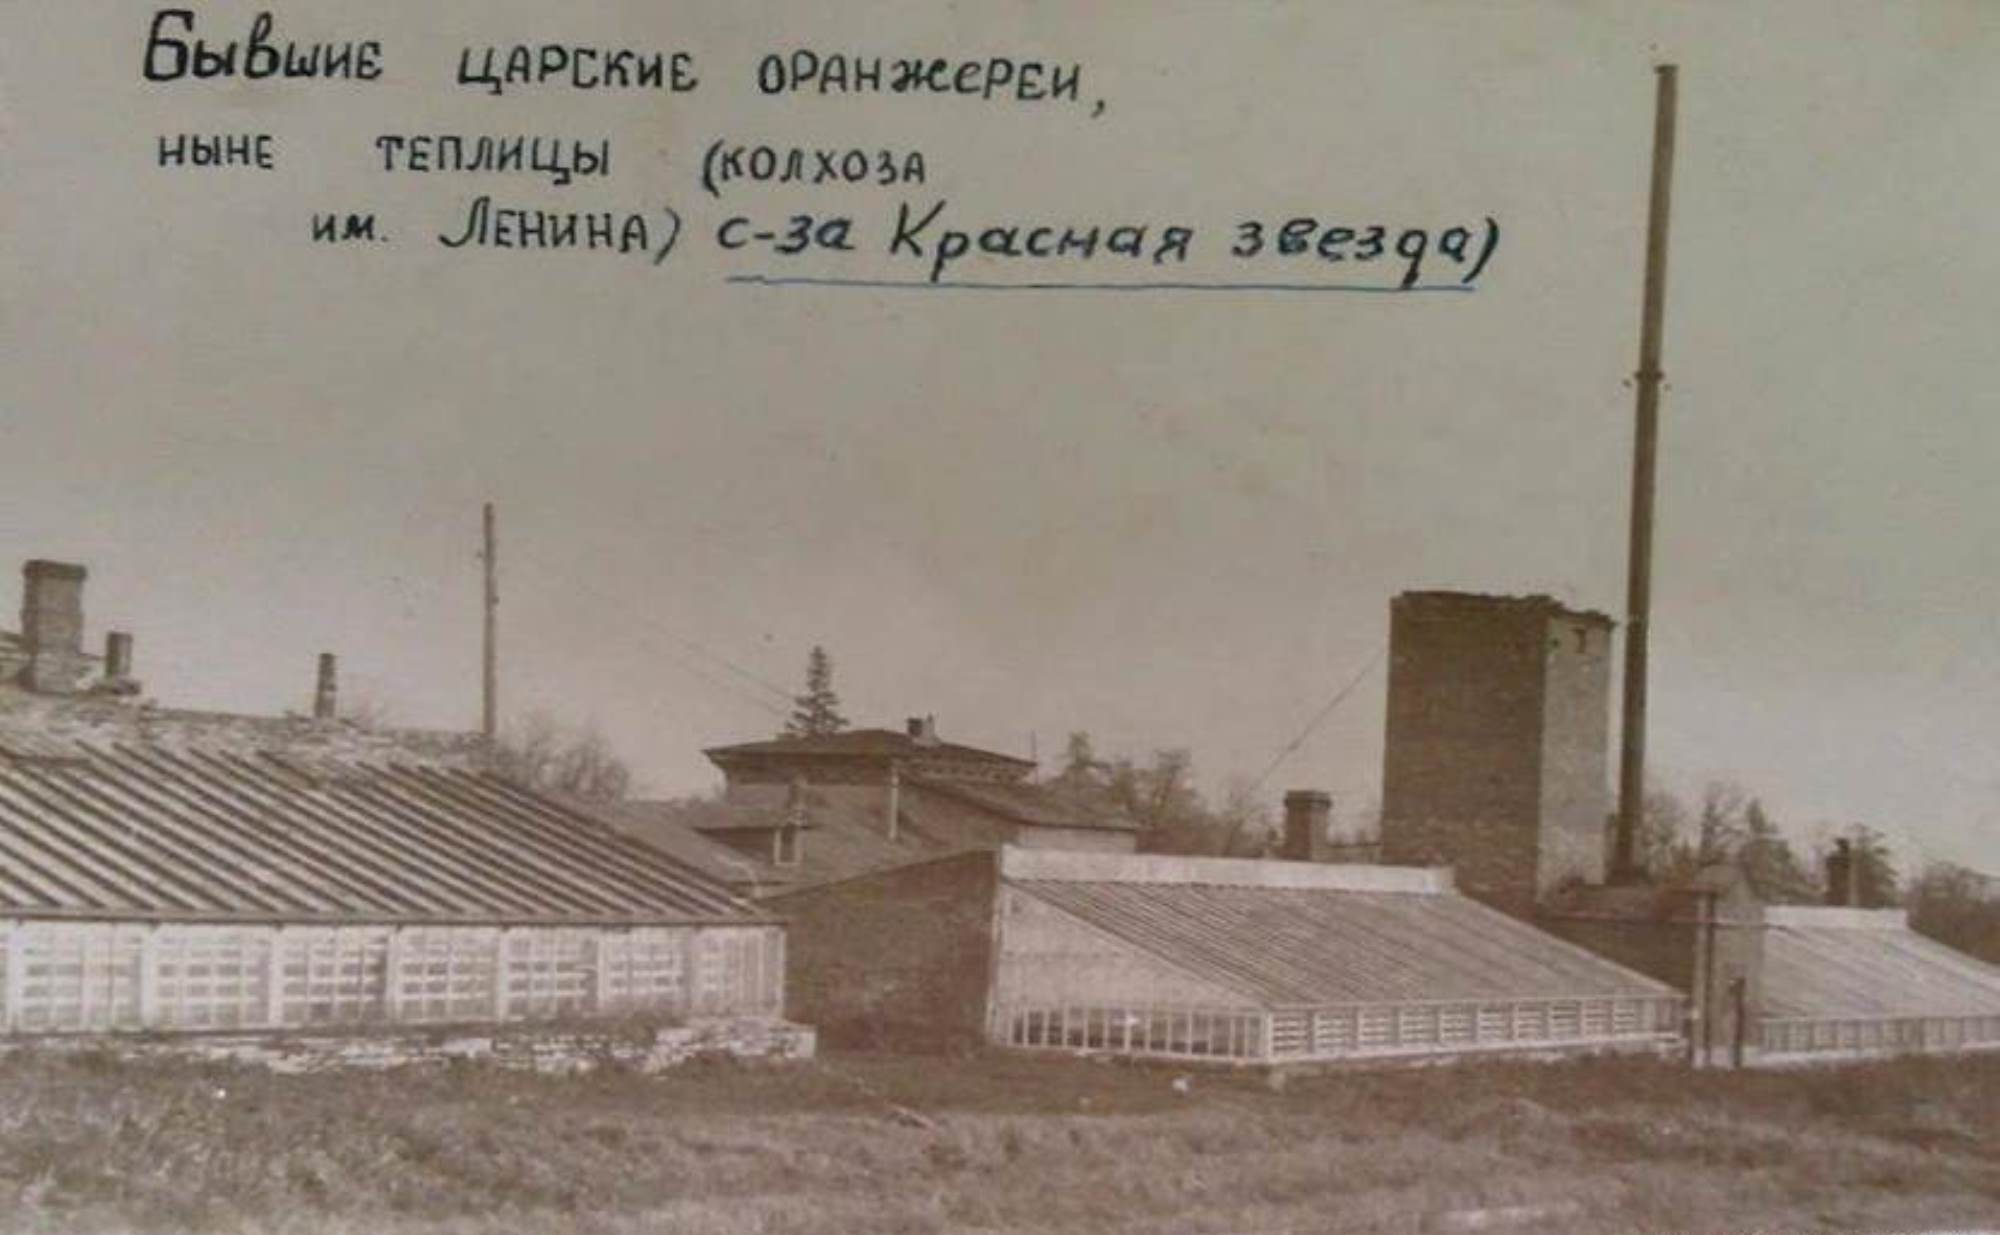 Бывшие царские оранжереи,
ныне теплицы (колхоза
им. Ленина) с-за Красная звезда)